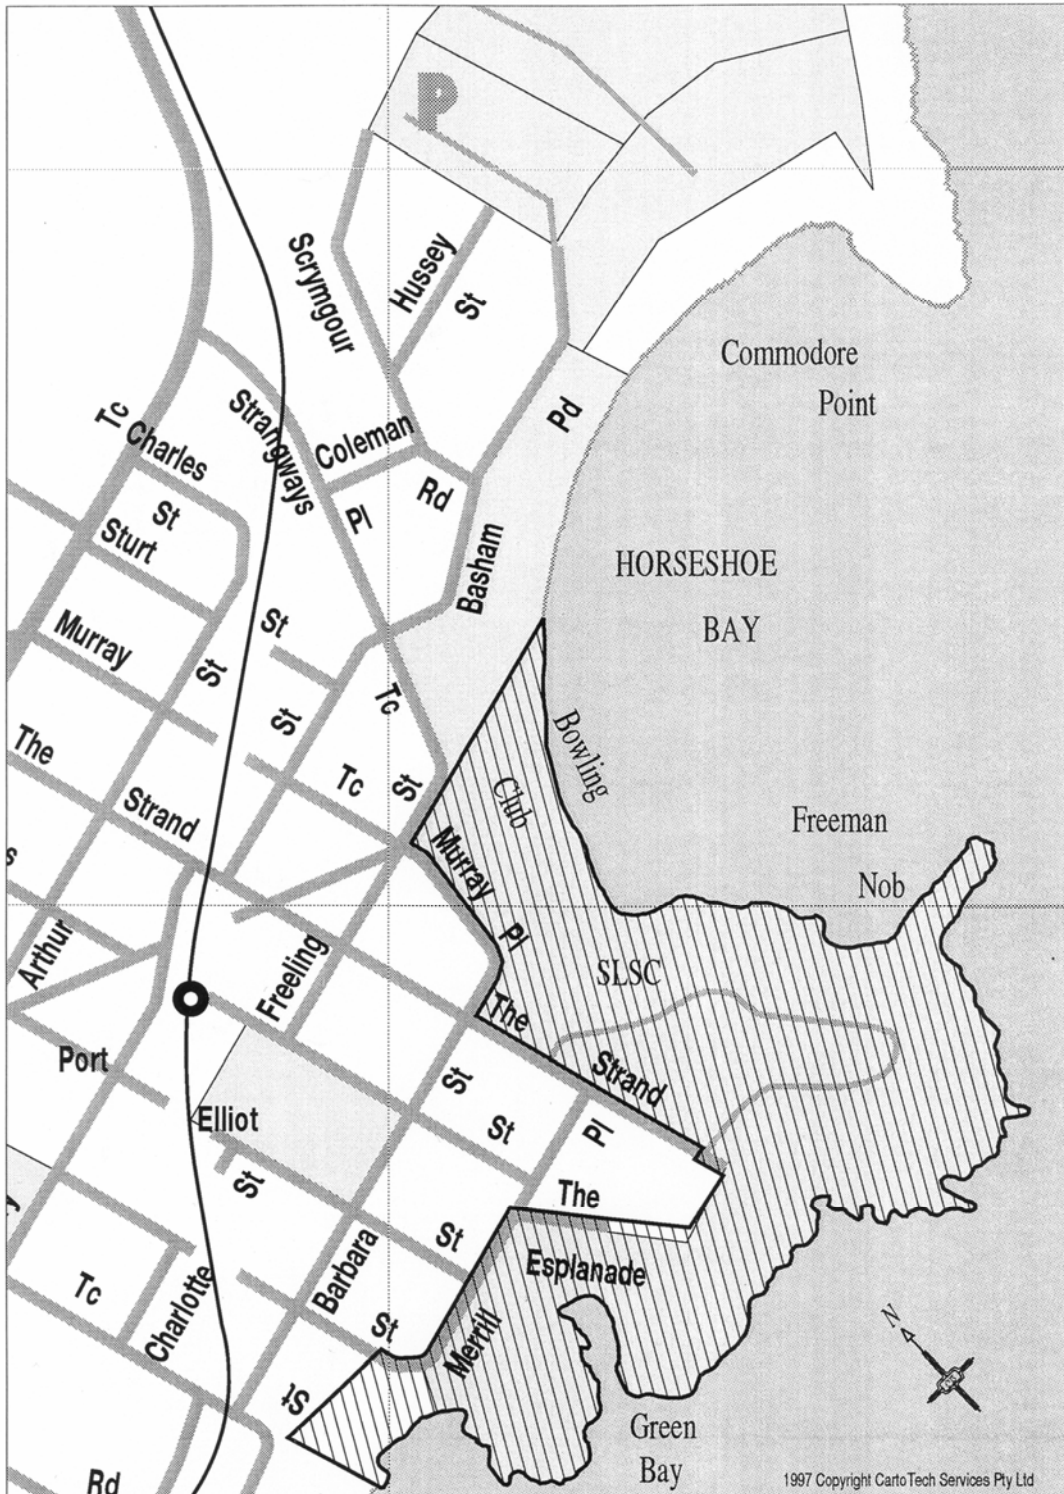 P
Scrymgour
Hussey
St
Commodore
Point
Tc
Charles
Strangways
Coleman
Pd
St
Sturt
Pl
Rd
Basham
HORSESHOE
BAY
Murray
St
St
Tc
St
The
Tc
St
Club
Bowling
Strand
Murray
Pl
Freeman
Nob
s
Arthur
Freeling
SLSC
The
Port
St
Strand
Elliot
St
Pl
St
The
St
Esplanade
Barbara
Tc
Charlotte
St
Merrill
N
St
Green
Bay
Rd
1997 Copyright CartoTech Services Pty Ltd